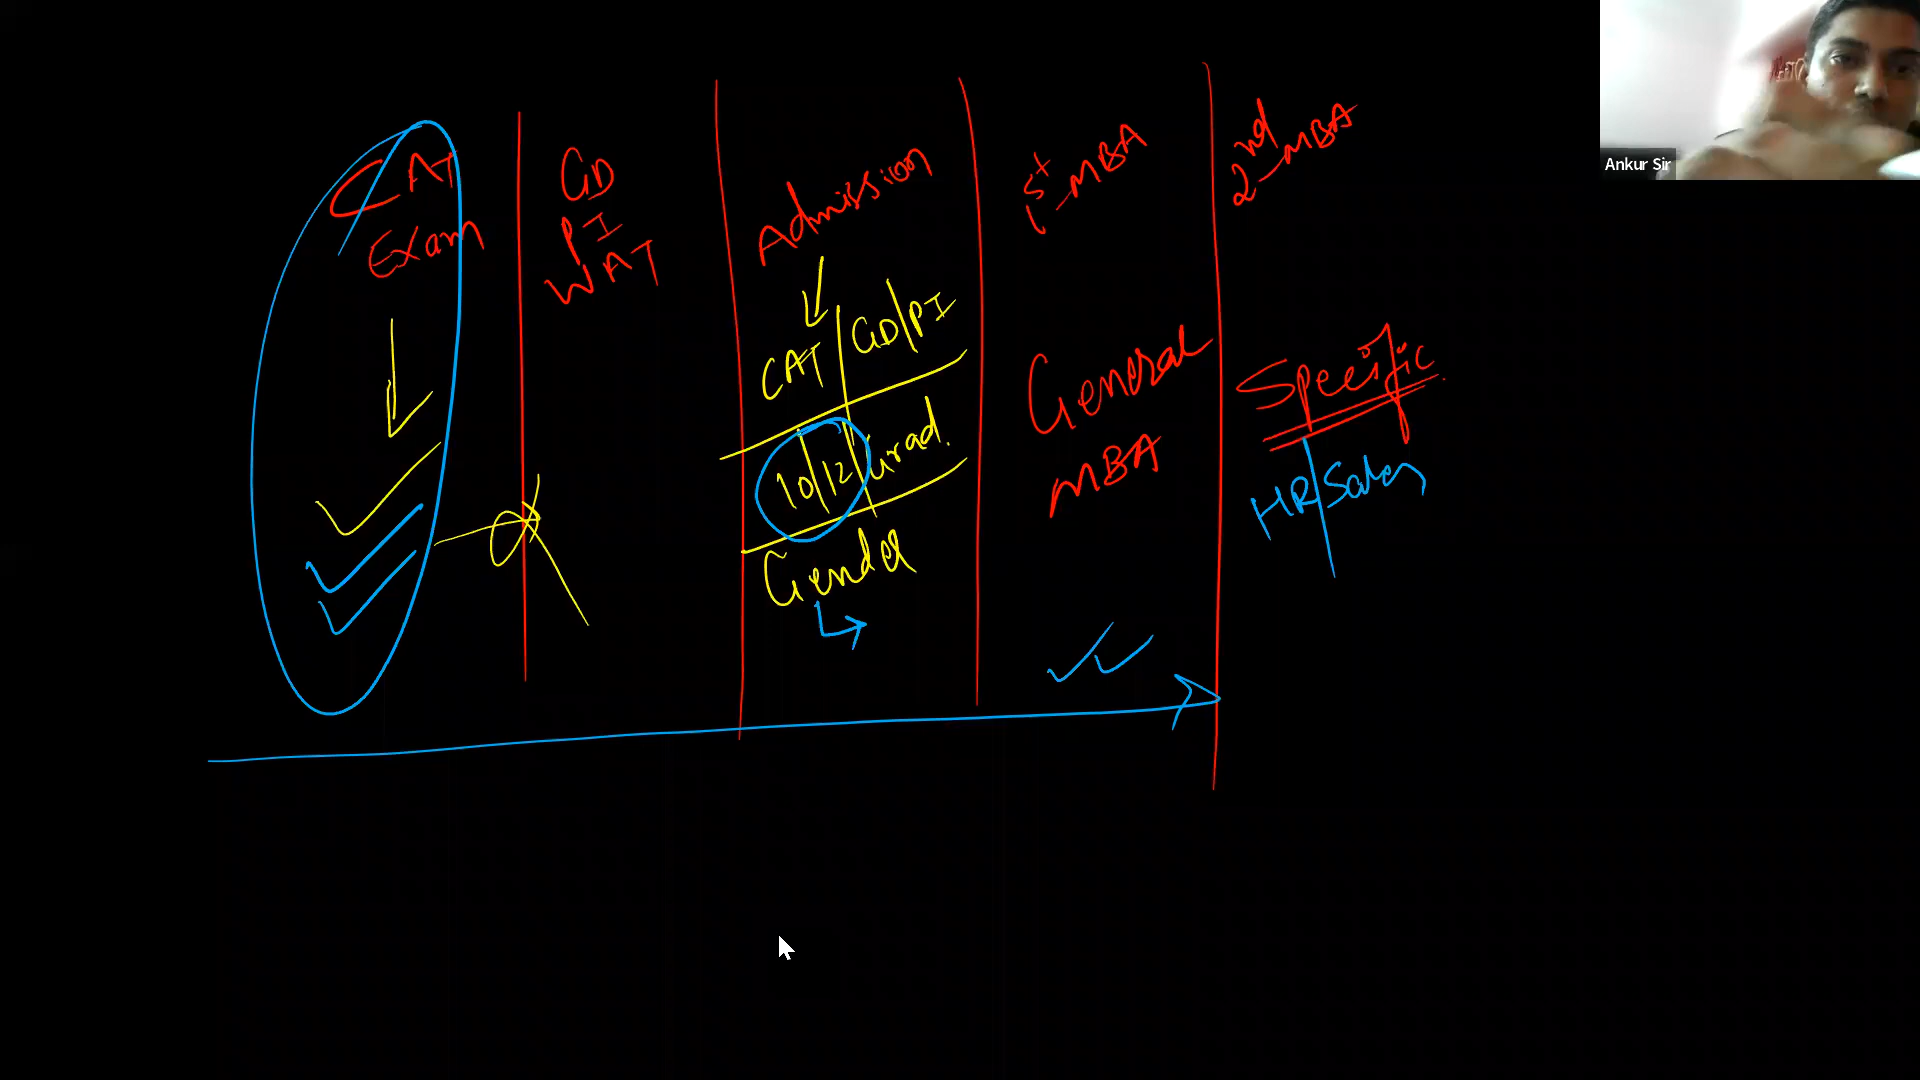 CAT
Exam
GD
PI
WAT
Admission
CAT GD/PI
10/12/Grad.
Gender
1st MBA
General
MBA
2nd MBA
Specific
HR/Sales
Ankur Sir